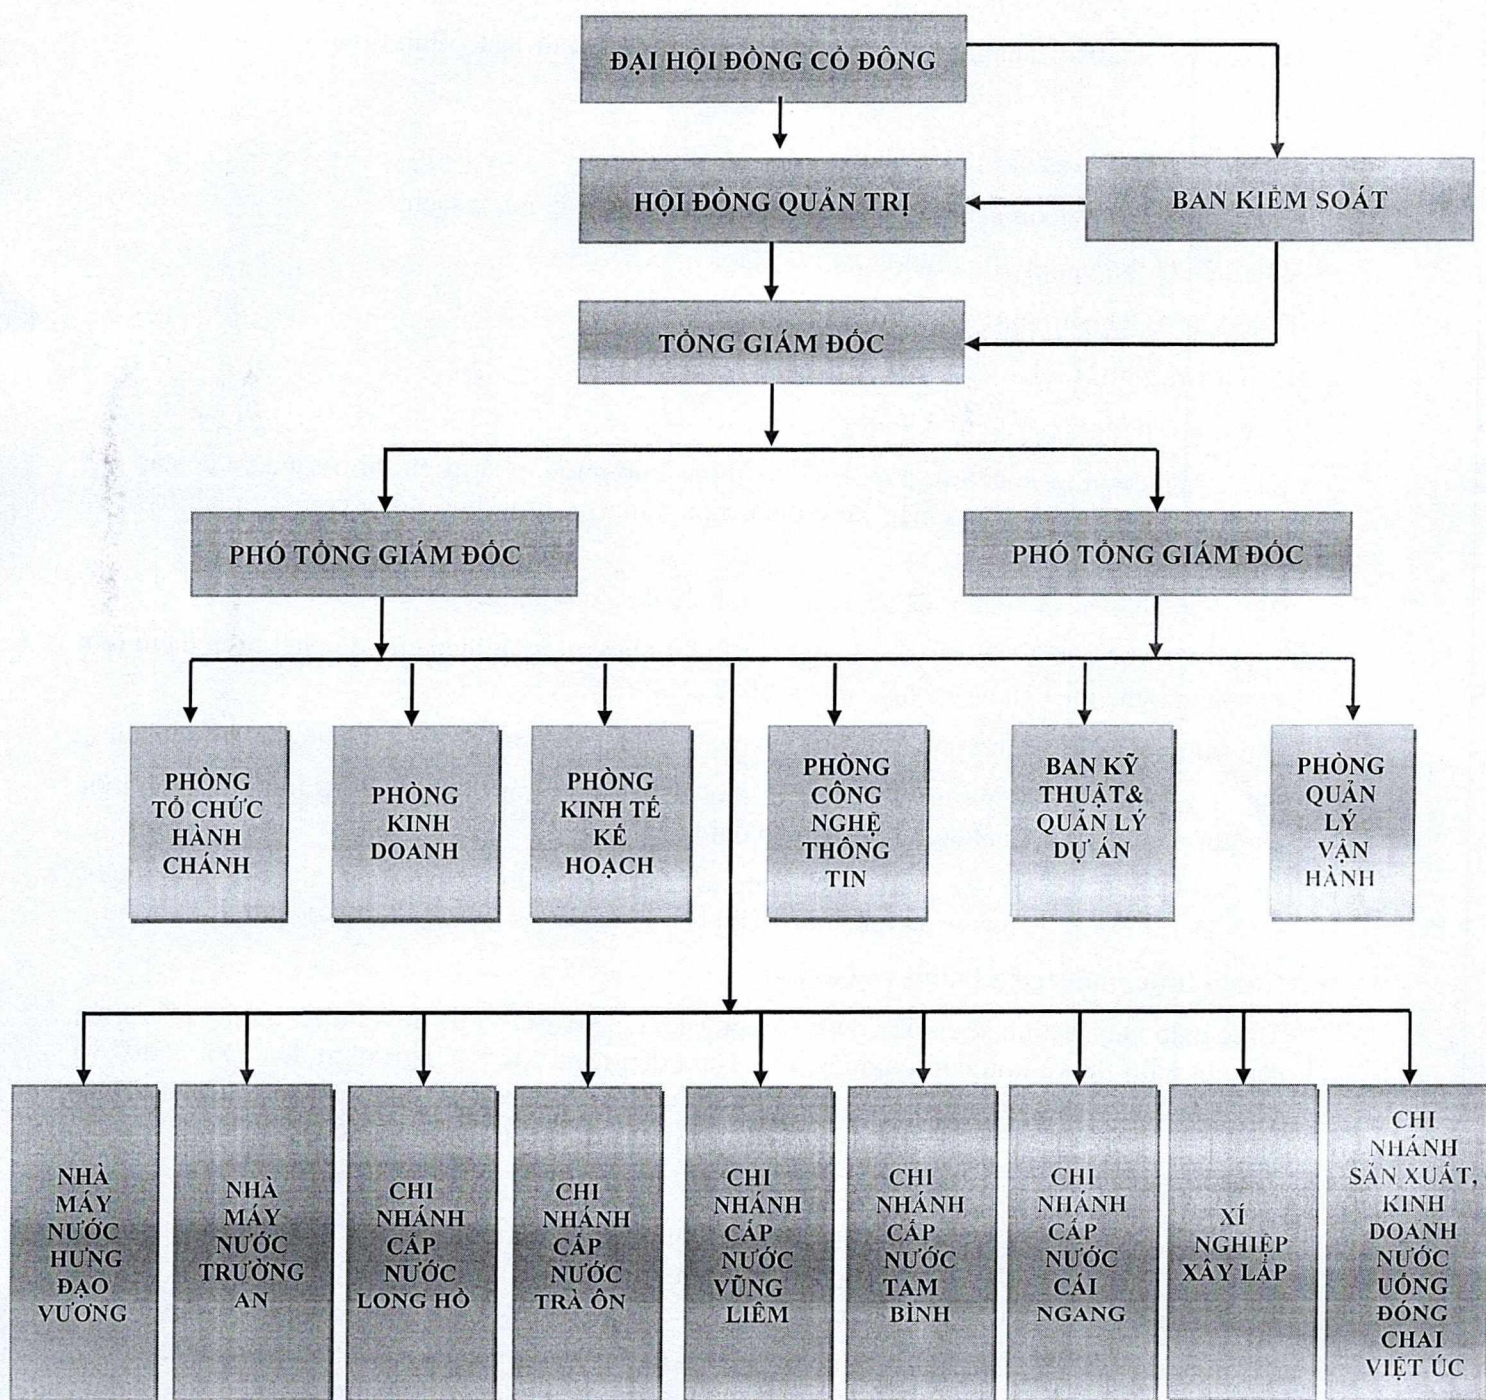 ĐẠI HỘI ĐỒNG CỔ ĐÔNG
HỘI ĐỒNG QUẢN TRỊ
BAN KIỂM SOÁT
TỔNG GIÁM ĐỐC
PHÓ TỔNG GIÁM ĐỐC
PHÓ TỔNG GIÁM ĐỐC
PHÒNG
TỔ CHỨC
HÀNH
CHÁNH
PHÒNG
KINH
DOANH
PHÒNG
KINH TẾ
KẾ
HOẠCH
PHÒNG
CÔNG
NGHỆ
THÔNG
TIN
BAN KỸ
THUẬT&
QUẢN LÝ
DỰ ÁN
PHÒNG
QUẢN
LÝ
VẬN
HÀNH
NHÀ
MÁY
NƯỚC
HƯNG
ĐẠO
VƯƠNG
NHÀ
MÁY
NƯỚC
TRƯỜNG
AN
CHI
NHÁNH
CẤP
NƯỚC
LONG HỒ
CHI
NHÁNH
CẤP
NƯỚC
TRÀ ÔN
CHI
NHÁNH
CẤP
NƯỚC
VŨNG
LIÊM
CHI
NHÁNH
CẤP
NƯỚC
TAM
BÌNH
CHI
NHÁNH
CẤP
NƯỚC
CÁI
NGANG
XÍ
NGHIỆP
XÂY LẮP
CHI
NHÁNH
SẢN XUẤT,
KINH
DOANH
NƯỚC
UỐNG
ĐÓNG
CHAI
VIỆT ÚC